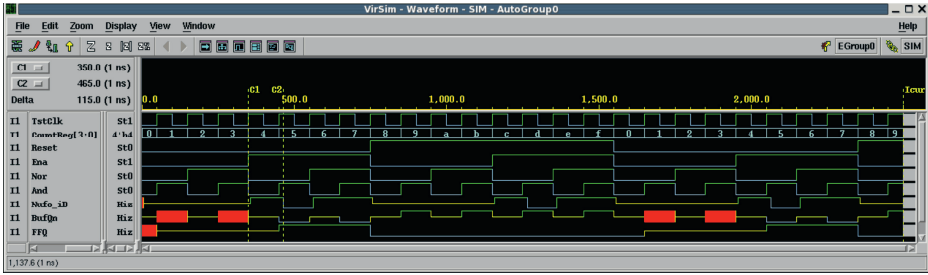 VirSim - Waveform - SIM - AutoGroup0
File Edit Zoom Display View Window Help
EGroup0 SIM
C1 350.0 (1 ns)
C2 465.0 (1 ns)
Delta 115.0 (1 ns)
C1 C2 Icur
0.0 500.0 1,000.0 1,500.0 2,000.0
I1 TstClk St1
I1 CountReg[3:0] 4'h4 0 1 2 3 4 5 6 7 8 9 a b c d e f 0 1 2 3 4 5 6 7 8 9
I1 Reset St0
I1 Ena St1
I1 Nor St0
I1 And St0
I1 Nufo_iD Hiz
I1 BufQn Hiz
I1 FFQ Hiz
1,137.6 (1 ns)